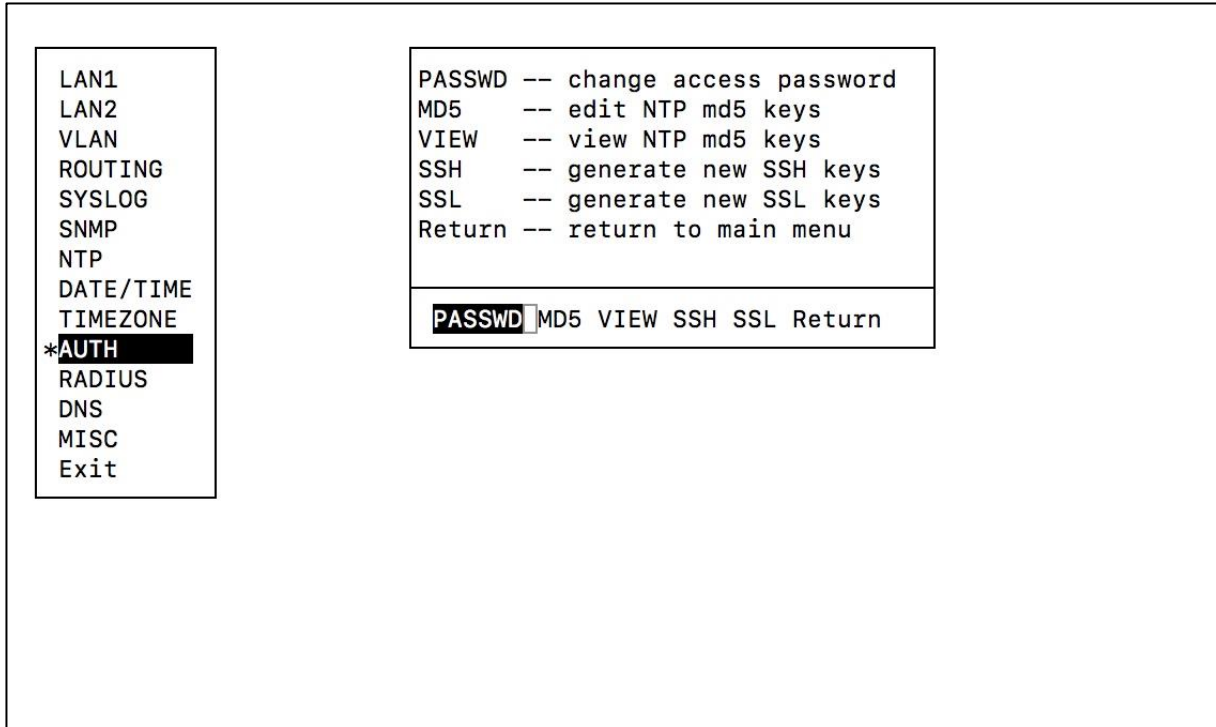 LAN1
LAN2
VLAN
ROUTING
SYSLOG
SNMP
NTP
DATE/TIME
TIMEZONE
*AUTH
RADIUS
DNS
MISC
Exit
PASSWD -- change access password
MD5 -- edit NTP md5 keys
VIEW -- view NTP md5 keys
SSH -- generate new SSH keys
SSL -- generate new SSL keys
Return -- return to main menu
PASSWD MD5 VIEW SSH SSL Return